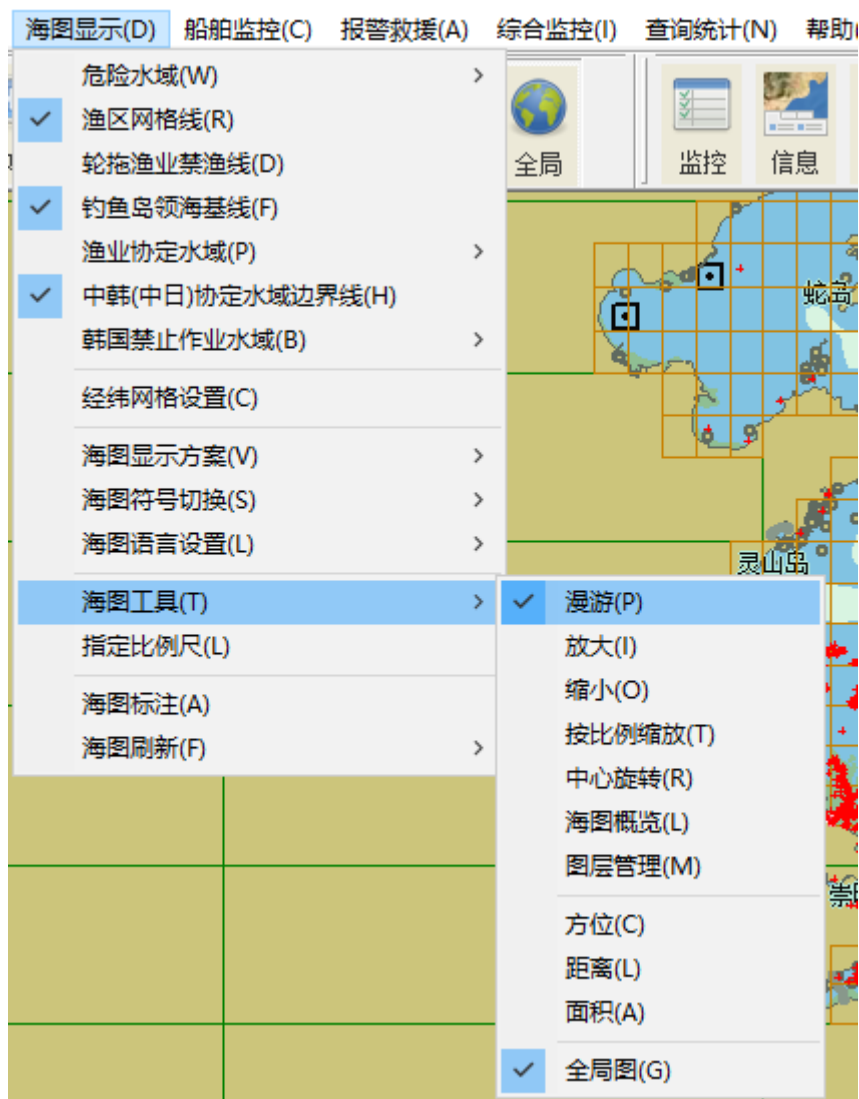 海图显示(D) 船舶监控(C) 报警救援(A) 综合监控(I) 查询统计(N) 帮助
危险水域(W)
渔区网格线(R)
轮拖渔业禁渔线(D)
钓鱼岛领海基线(F)
渔业协定水域(P)
中韩(中日)协定水域边界线(H)
韩国禁止作业水域(B)
经纬网格设置(C)
海图显示方案(V)
海图符号切换(S)
海图语言设置(L)
海图工具(T)
指定比例尺(L)
海图标注(A)
海图刷新(F)
全局
监控
信息
蛇岛
灵山岛
漫游(P)
放大(I)
缩小(O)
按比例缩放(T)
中心旋转(R)
海图概览(L)
图层管理(M)
方位(C)
距离(L)
面积(A)
全局图(G)
崇